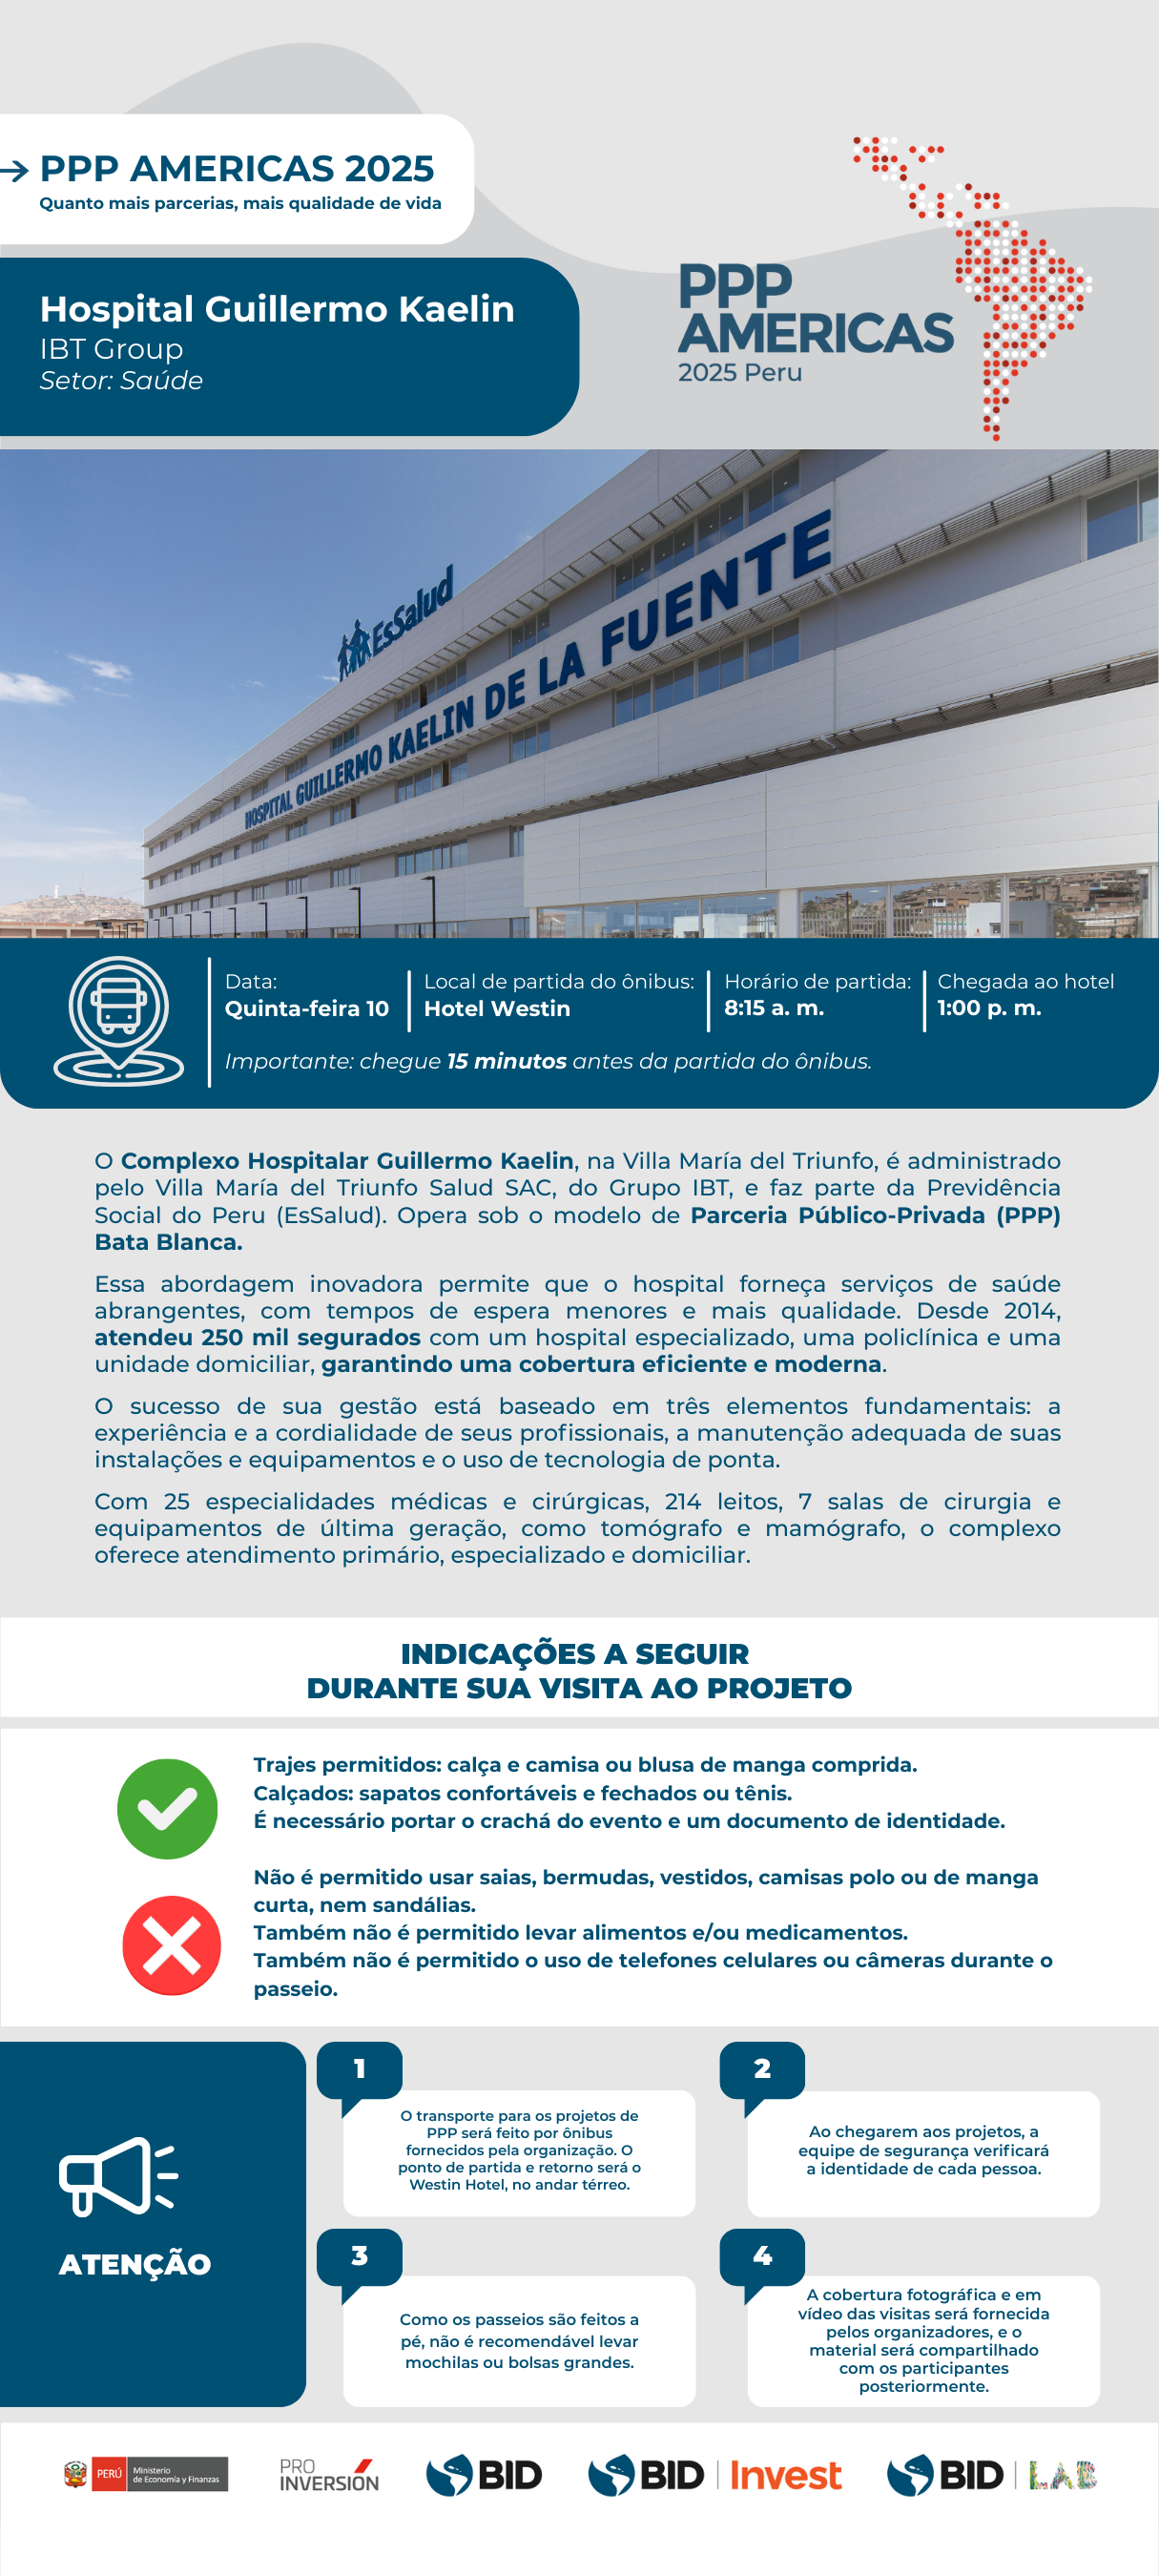 PPP AMERICAS 2025
Quanto mais parcerias, mais qualidade de vida
Hospital Guillermo Kaelin
IBT Group
Setor: Saúde
PPP
AMERICAS
2025 Peru
EsSalud
HOSPITAL GUILLERMO KAELIN DE LA FUENTE
Data:
Quinta-feira 10
Local de partida do ônibus:
Hotel Westin
Horário de partida:
8:15 a. m.
Chegada ao hotel
1:00 p. m.
Importante: chegue 15 minutos antes da partida do ônibus.
O Complexo Hospitalar Guillermo Kaelin, na Villa María del Triunfo, é administrado
pelo Villa María del Triunfo Salud SAC, do Grupo IBT, e faz parte da Previdência
Social do Peru (EsSalud). Opera sob o modelo de Parceria Público-Privada (PPP)
Bata Blanca.
Essa abordagem inovadora permite que o hospital forneça serviços de saúde
abrangentes, com tempos de espera menores e mais qualidade. Desde 2014,
atendeu 250 mil segurados com um hospital especializado, uma policlínica e uma
unidade domiciliar, garantindo uma cobertura eficiente e moderna.
O sucesso de sua gestão está baseado em três elementos fundamentais: a
experiência e a cordialidade de seus profissionais, a manutenção adequada de suas
instalações e equipamentos e o uso de tecnologia de ponta.
Com 25 especialidades médicas e cirúrgicas, 214 leitos, 7 salas de cirurgia e
equipamentos de última geração, como tomógrafo e mamógrafo, o complexo
oferece atendimento primário, especializado e domiciliar.
INDICAÇÕES A SEGUIR
DURANTE SUA VISITA AO PROJETO
Trajes permitidos: calça e camisa ou blusa de manga comprida.
Calçados: sapatos confortáveis e fechados ou tênis.
É necessário portar o crachá do evento e um documento de identidade.
Não é permitido usar saias, bermudas, vestidos, camisas polo ou de manga
curta, nem sandálias.
Também não é permitido levar alimentos e/ou medicamentos.
Também não é permitido o uso de telefones celulares ou câmeras durante o
passeio.
ATENÇÃO
1
O transporte para os projetos de
PPP será feito por ônibus
fornecidos pela organização. O
ponto de partida e retorno será o
Westin Hotel, no andar térreo.
2
Ao chegarem aos projetos, a
equipe de segurança verificará
a identidade de cada pessoa.
3
Como os passeios são feitos a
pé, não é recomendável levar
mochilas ou bolsas grandes.
4
A cobertura fotográfica e em
vídeo das visitas será fornecida
pelos organizadores, e o
material será compartilhado
com os participantes
posteriormente.
PERÚ
Ministerio
de Economía y Finanzas
PRO
INVERSIÓN
BID
BID | Invest
BID | LAB